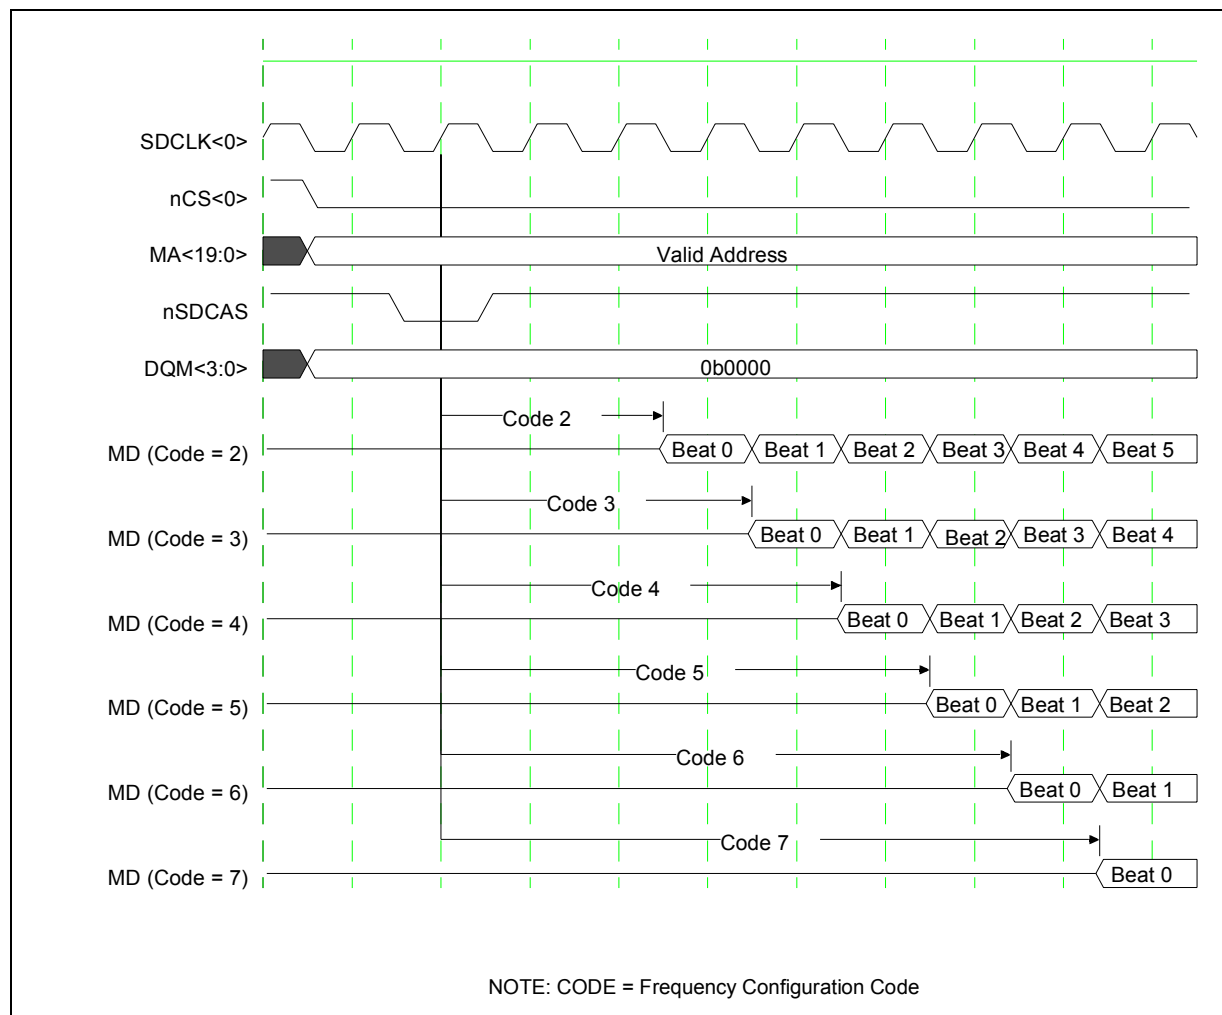 SDCLK<0>
nCS<0>
MA<19:0>
Valid Address
nSDCAS
DQM<3:0>
0b0000
Code 2
MD (Code = 2)
Beat 0 Beat 1 Beat 2 Beat 3 Beat 4 Beat 5
Code 3
MD (Code = 3)
Beat 0 Beat 1 Beat 2 Beat 3 Beat 4
Code 4
MD (Code = 4)
Beat 0 Beat 1 Beat 2 Beat 3
Code 5
MD (Code = 5)
Beat 0 Beat 1 Beat 2
Code 6
MD (Code = 6)
Beat 0 Beat 1
Code 7
MD (Code = 7)
Beat 0
NOTE: CODE = Frequency Configuration Code